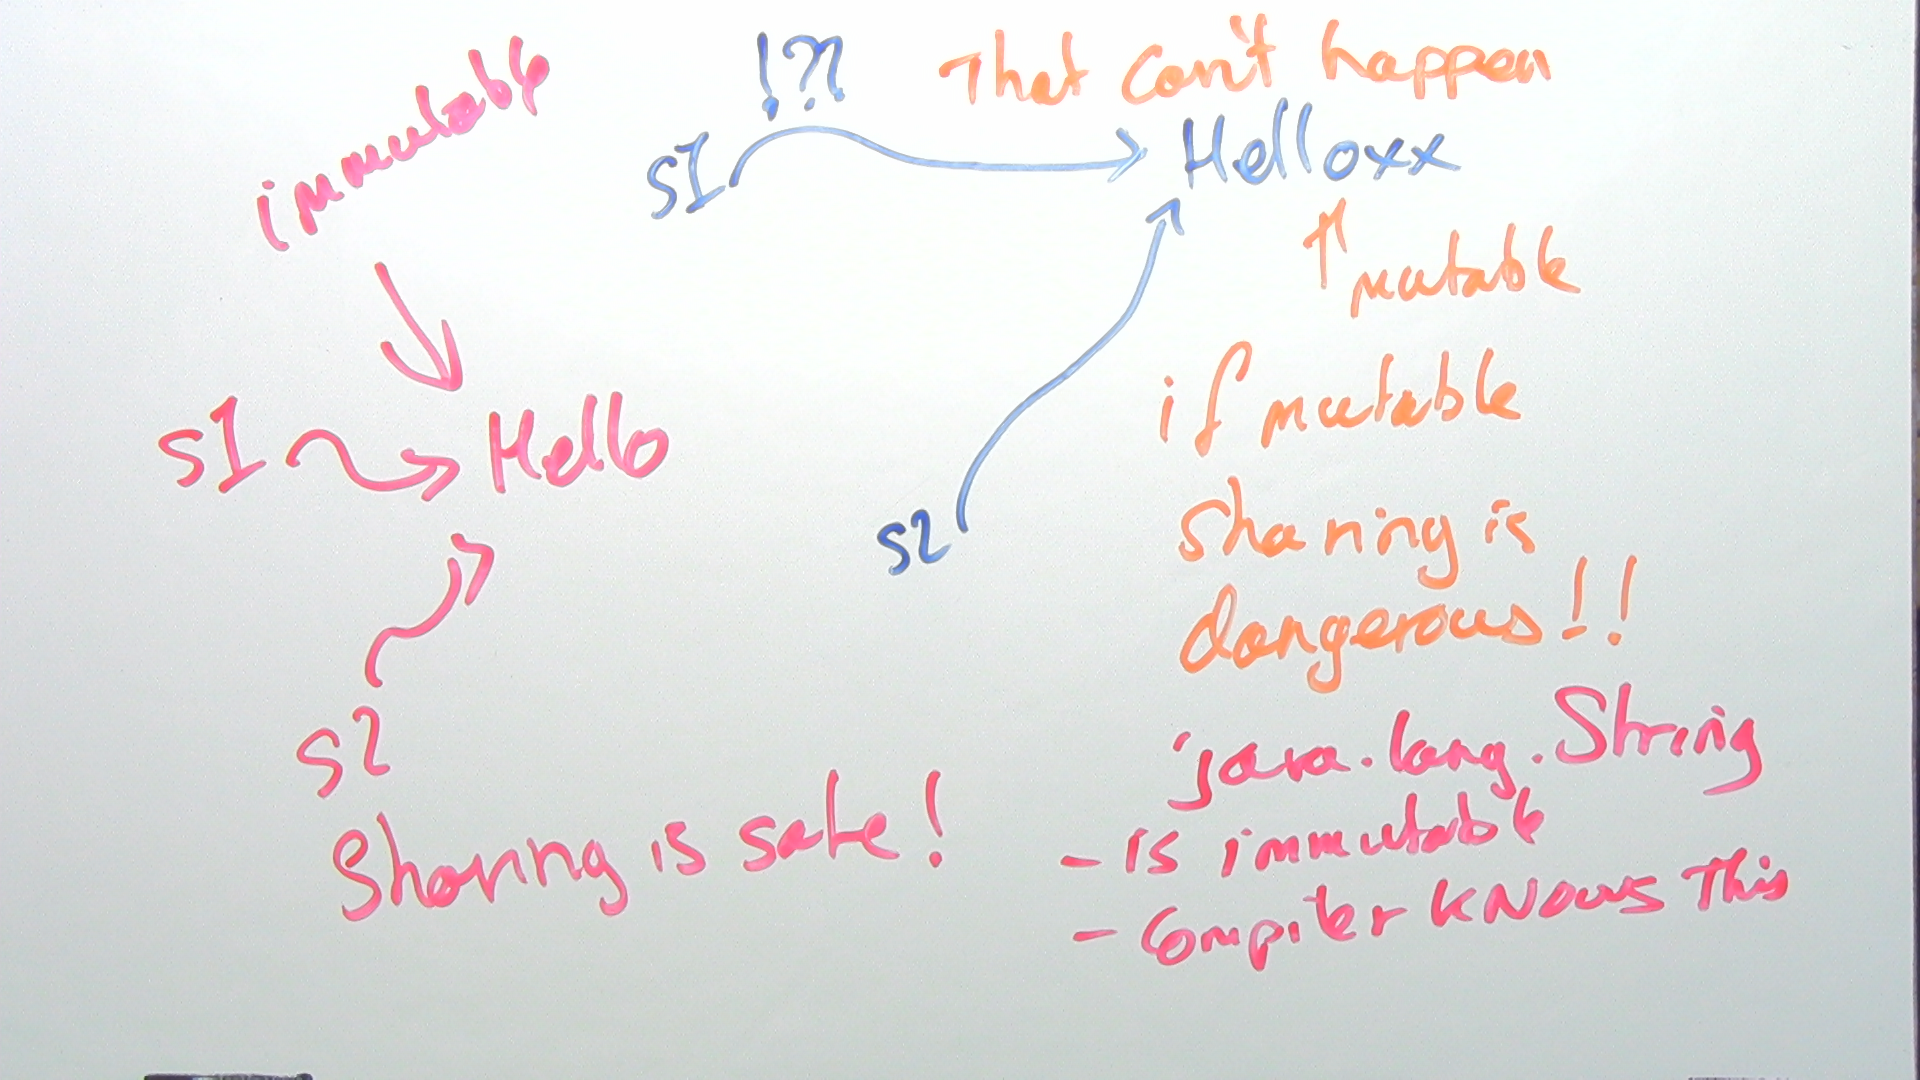 immutable
s1 Hello
s2
Sharing is safe!
!?!
That can't happen
s1 Helloxx
mutable
s2
if mutable
sharing is
dangerous!!
java.lang.String
- is immutable
- compiler knows this